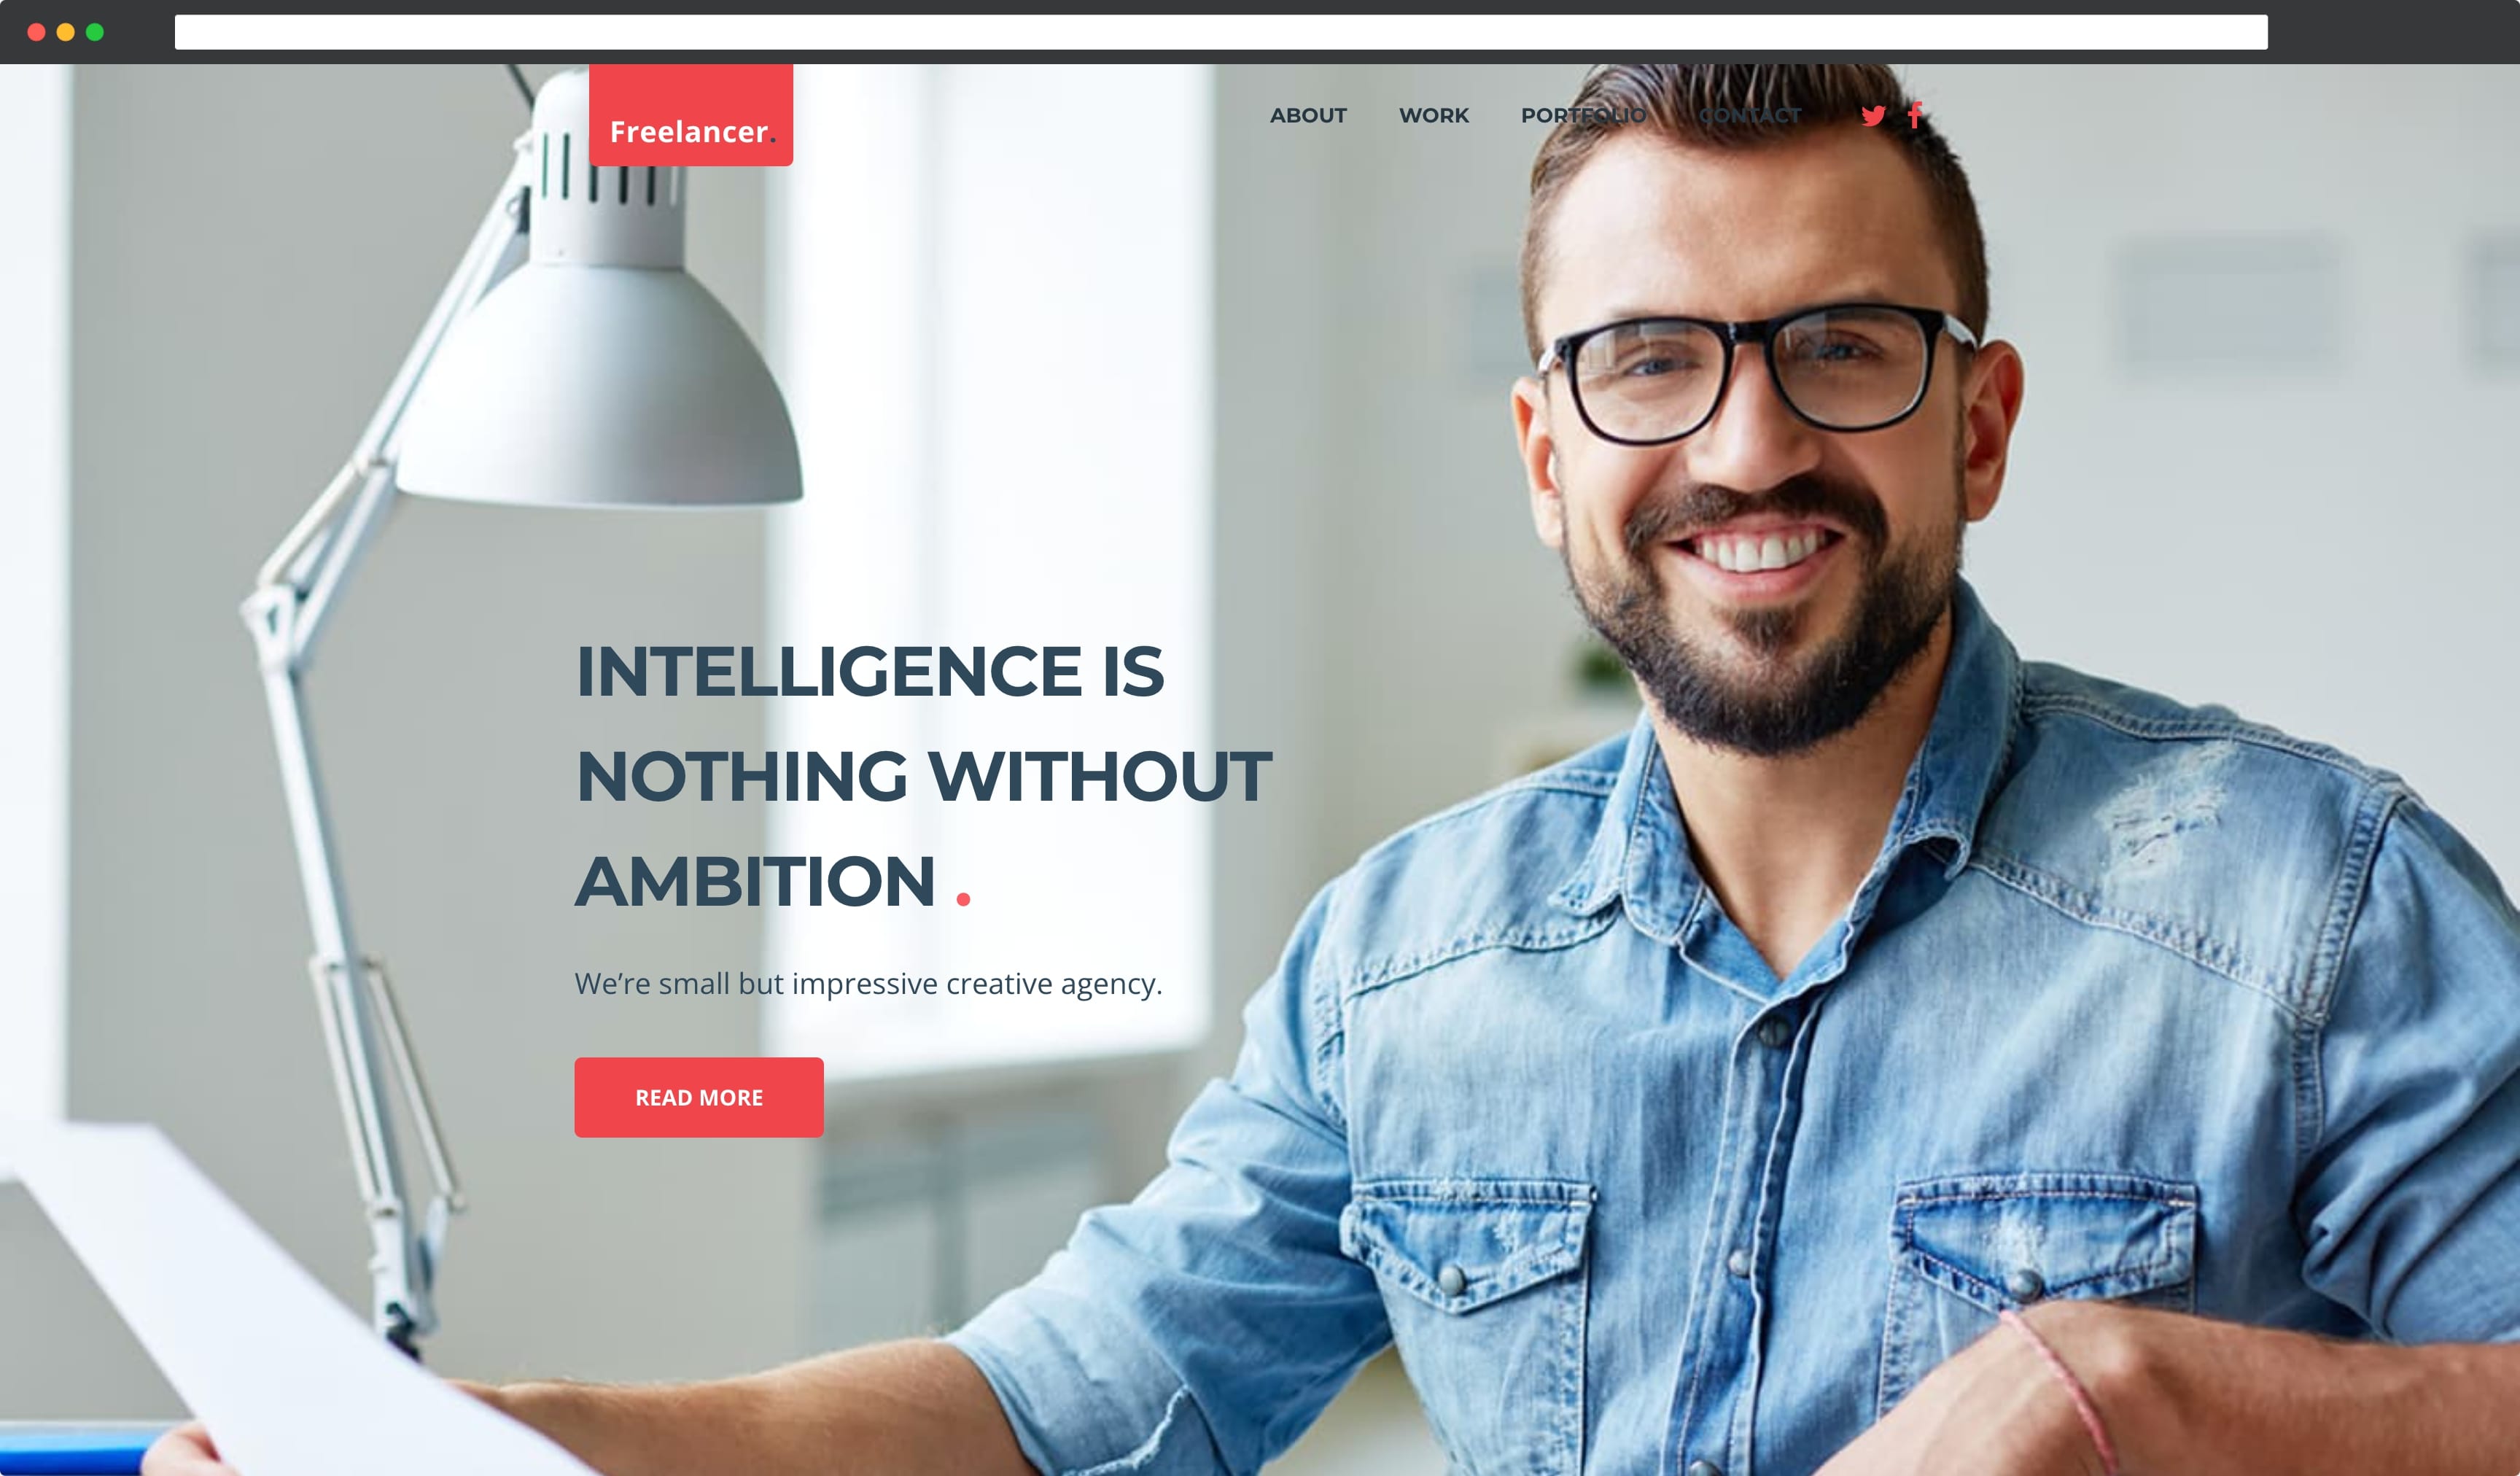 Freelancer.
ABOUT WORK PORTFOLIO CONTACT
INTELLIGENCE IS
NOTHING WITHOUT
AMBITION .
We’re small but impressive creative agency.
READ MORE